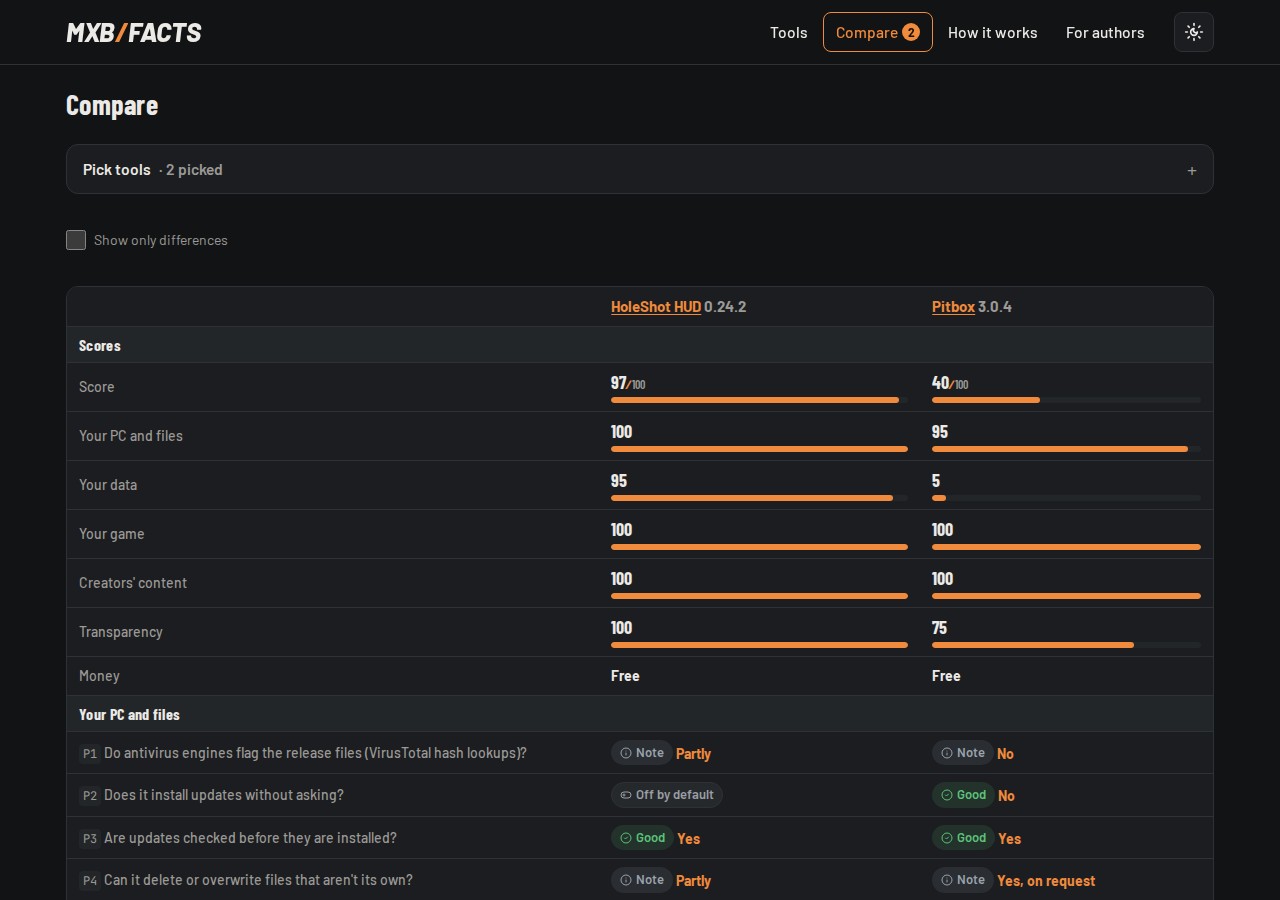 MXB/FACTS Tools Compare 2 How it works For authors
Compare
Pick tools · 2 picked +
Show only differences
HoleShot HUD 0.24.2 Pitbox 3.0.4
Scores
Score 97/100 40/100
Your PC and files 100 95
Your data 95 5
Your game 100 100
Creators' content 100 100
Transparency 100 75
Money Free Free
Your PC and files
P1 Do antivirus engines flag the release files (VirusTotal hash lookups)? Note Partly Note No
P2 Does it install updates without asking? Off by default Good No
P3 Are updates checked before they are installed? Good Yes Good Yes
P4 Can it delete or overwrite files that aren't its own? Note Partly Note Yes, on request